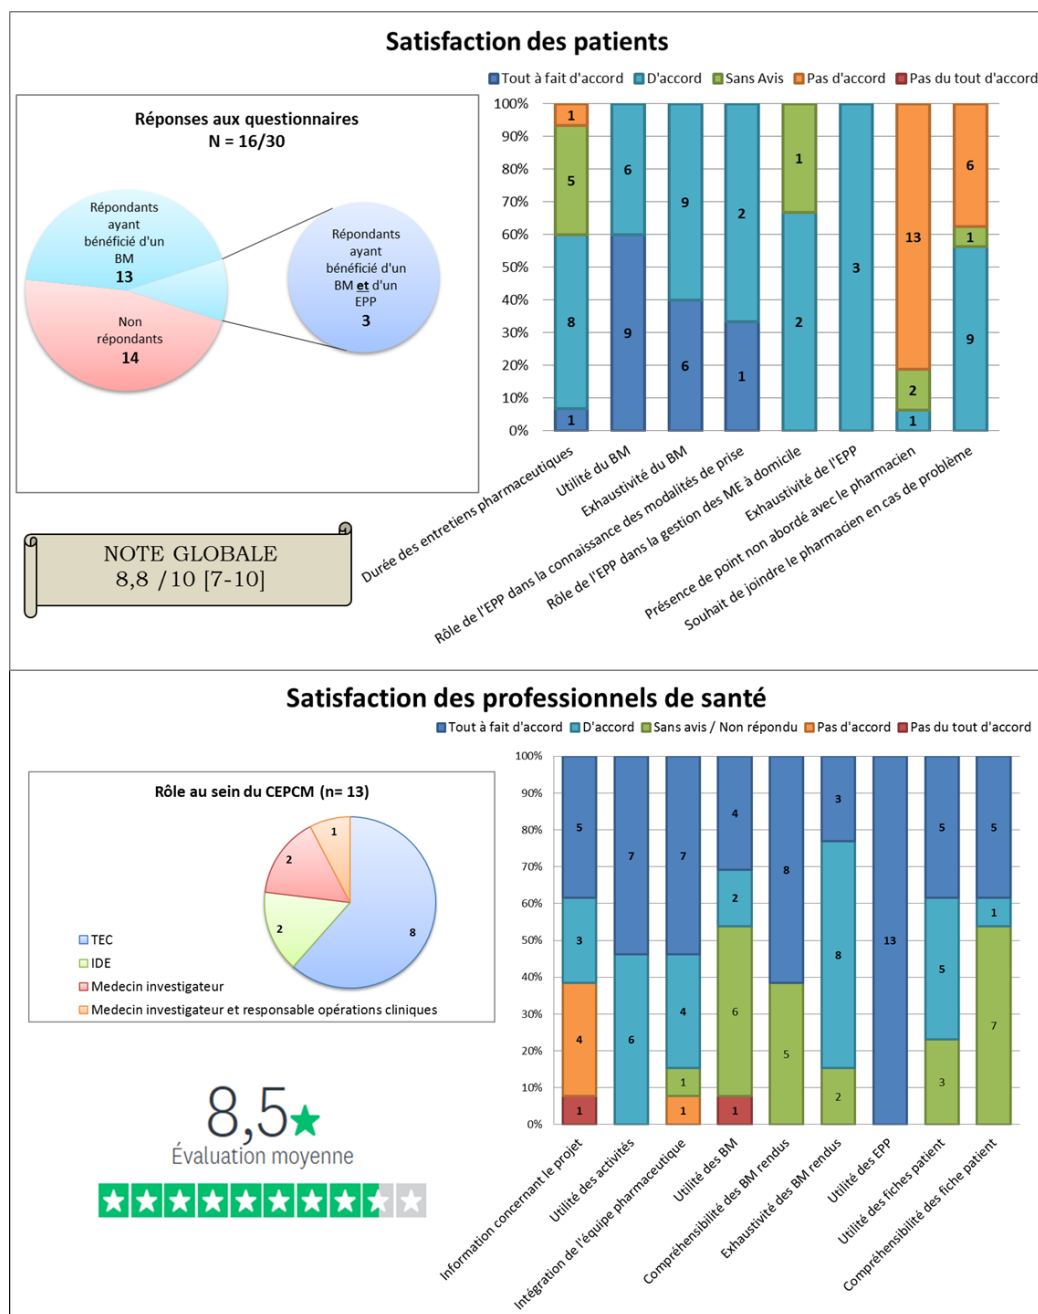 Satisfaction des patients
Tout à fait d'accord D'accord Sans Avis Pas d'accord Pas du tout d'accord
Réponses aux questionnaires
N = 16/30
Répondants
ayant
bénéficié d'un
BM
13
Non
répondants
14
Répondants
ayant
bénéficié d'un
BM et d'un
EPP
3
100%
90%
80%
70%
60%
50%
40%
30%
20%
10%
0%
1
5
8
1
6
9
9
6
2
1
1
2
3
13
2
1
6
1
9
Durée des entretiens pharmaceutiques
Utilité du BM
Exhaustivité du BM
Rôle de l'EPP dans la connaissance des modalités de prise
Rôle de l'EPP dans la gestion des ME à domicile
Exhaustivité de l'EPP
Présence de point non abordé avec le pharmacien
Souhait de joindre le pharmacien en cas de problème
NOTE GLOBALE
8,8 /10 [7-10]
Satisfaction des professionnels de santé
Tout à fait d'accord D'accord Sans avis / Non répondu Pas d'accord Pas du tout d'accord
Rôle au sein du CEPCM (n= 13)
1
2
2
8
TEC
IDE
Medecin investigateur
Medecin investigateur et responsable opérations cliniques
8,5
Évaluation moyenne
100%
90%
80%
70%
60%
50%
40%
30%
20%
10%
0%
5
3
4
1
7
6
7
4
1
1
4
2
6
1
8
5
3
8
2
13
5
5
3
5
1
7
Information concernant le projet
Utilité des activités
Intégration de l'équipe pharmaceutique
Utilité des BM
Compréhensibilité des BM rendus
Exhaustivité des BM rendus
Utilité des EPP
Utilité des fiches patient
Compréhensibilité des fiche patient